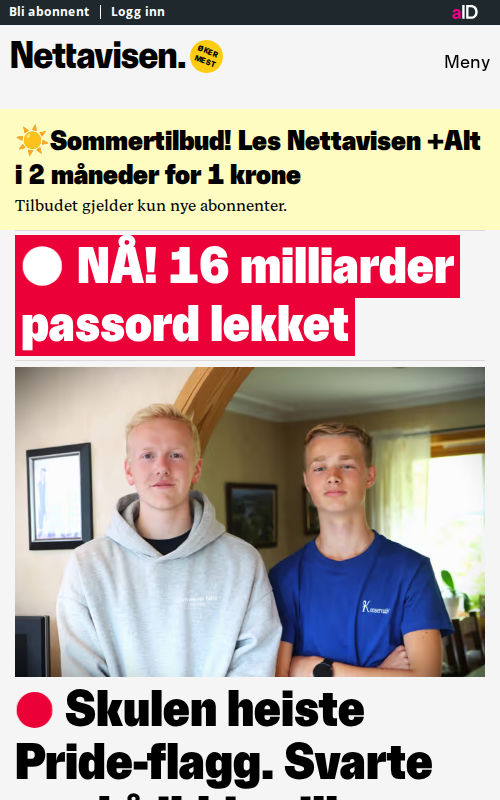 Bli abonnent
Logg inn
aID
Nettavisen.
ØKER
MEST
Meny
Sommertilbud! Les Nettavisen +Alt
i 2 måneder for 1 krone
Tilbudet gjelder kun nye abonnenter.
NÅ! 16 milliarder
passord lekket
Skulen heiste
Pride-flagg. Svarte